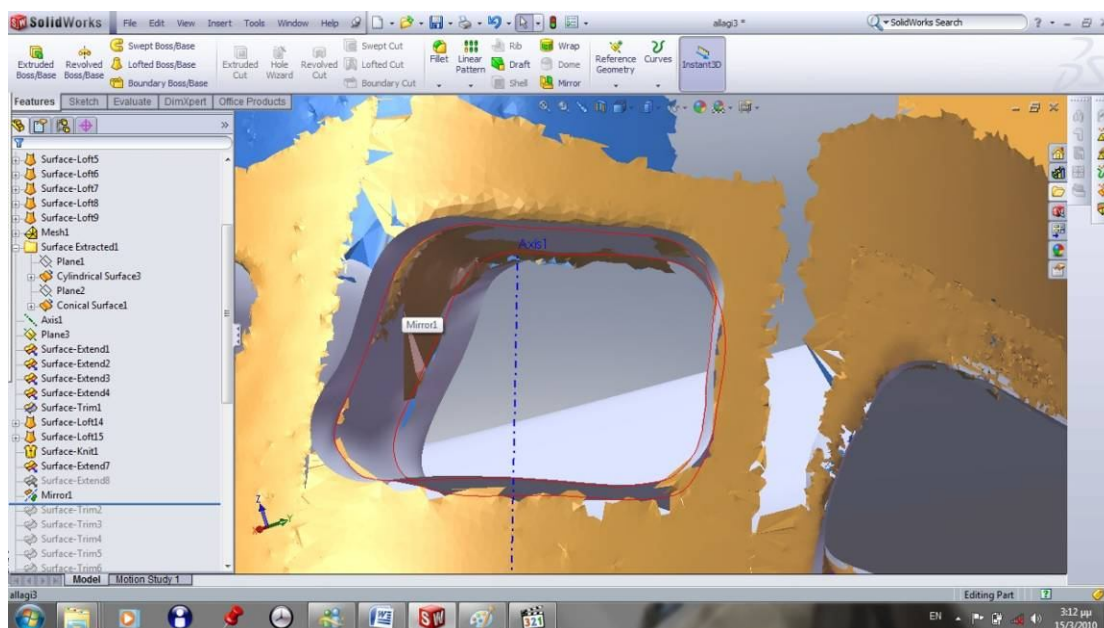 SolidWorks File Edit View Insert Tools Window Help allagi3 * SolidWorks Search
Extruded Boss/Base
Revolved Boss/Base
Swept Boss/Base
Lofted Boss/Base
Boundary Boss/Base
Extruded Cut
Hole Wizard
Revolved Cut
Swept Cut
Lofted Cut
Boundary Cut
Fillet
Linear Pattern
Rib
Draft
Shell
Wrap
Dome
Mirror
Reference Geometry
Curves
Instant3D
Features Sketch Evaluate DimXpert Office Products
Surface-Loft5
Surface-Loft6
Surface-Loft7
Surface-Loft8
Surface-Loft9
Mesh1
Surface Extracted1
Plane1
Cylindrical Surface3
Plane2
Conical Surface1
Axis1
Plane3
Surface-Extend1
Surface-Extend2
Surface-Extend3
Surface-Extend4
Surface-Trim1
Surface-Loft14
Surface-Loft15
Surface-Knit1
Surface-Extend7
Surface-Extend8
Mirror1
Surface-Trim2
Surface-Trim3
Surface-Trim4
Surface-Trim5
Surface-Trim6
Axis1
Mirror1
Z
Y
Model Motion Study 1
allagi3 Editing Part
SW
321
EN 3:12 μμ
15/3/2010